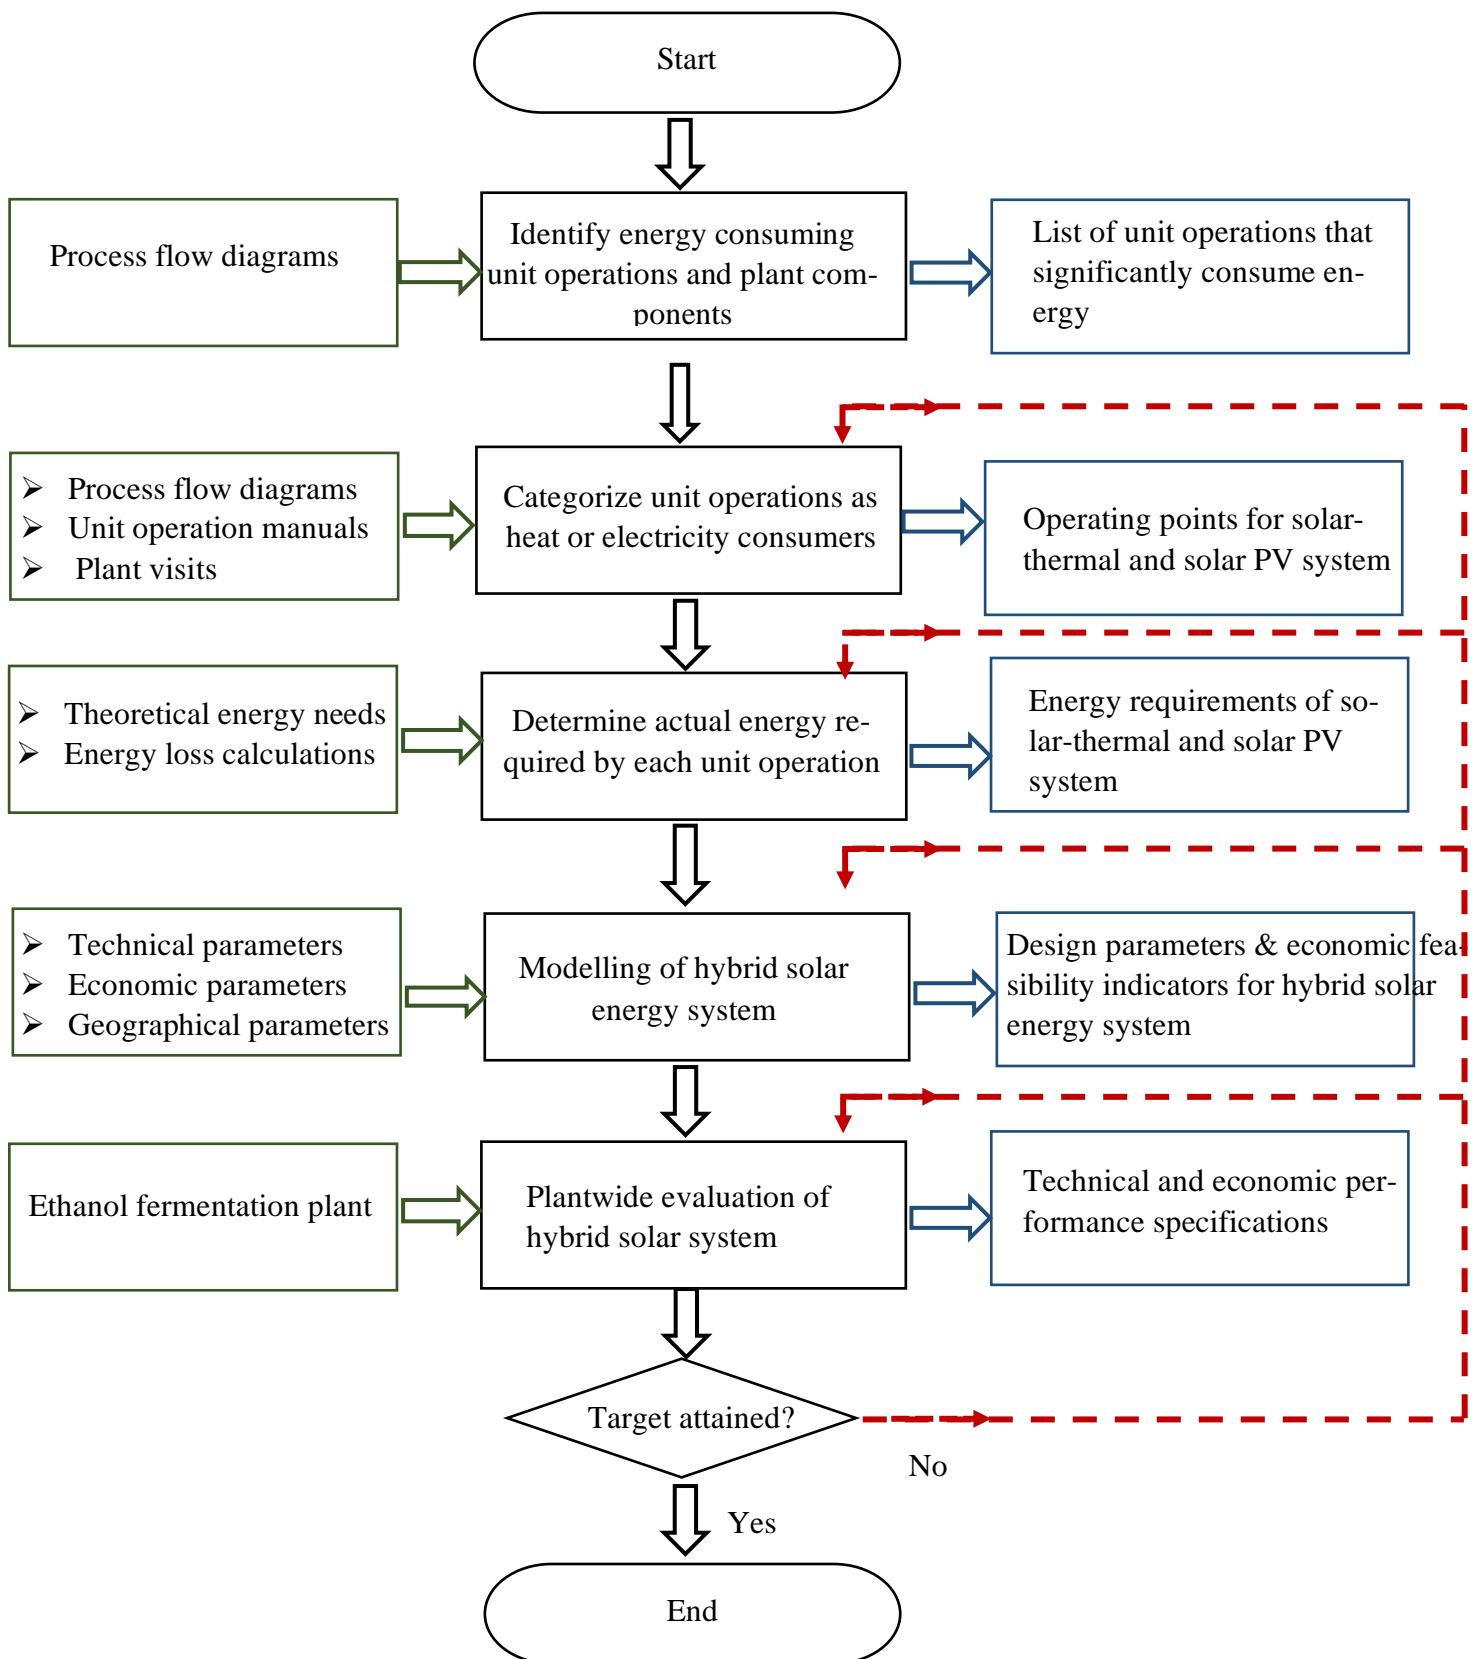 Start
Process flow diagrams
Identify energy consuming
unit operations and plant com-
ponents
List of unit operations that
significantly consume en-
ergy
➢ Process flow diagrams
➢ Unit operation manuals
➢ Plant visits
Categorize unit operations as
heat or electricity consumers
Operating points for solar-
thermal and solar PV system
➢ Theoretical energy needs
➢ Energy loss calculations
Determine actual energy re-
quired by each unit operation
Energy requirements of so-
lar-thermal and solar PV
system
➢ Technical parameters
➢ Economic parameters
➢ Geographical parameters
Modelling of hybrid solar
energy system
Design parameters & economic fea-
sibility indicators for hybrid solar
energy system
Ethanol fermentation plant
Plantwide evaluation of
hybrid solar system
Technical and economic per-
formance specifications
Target attained?
No
Yes
End